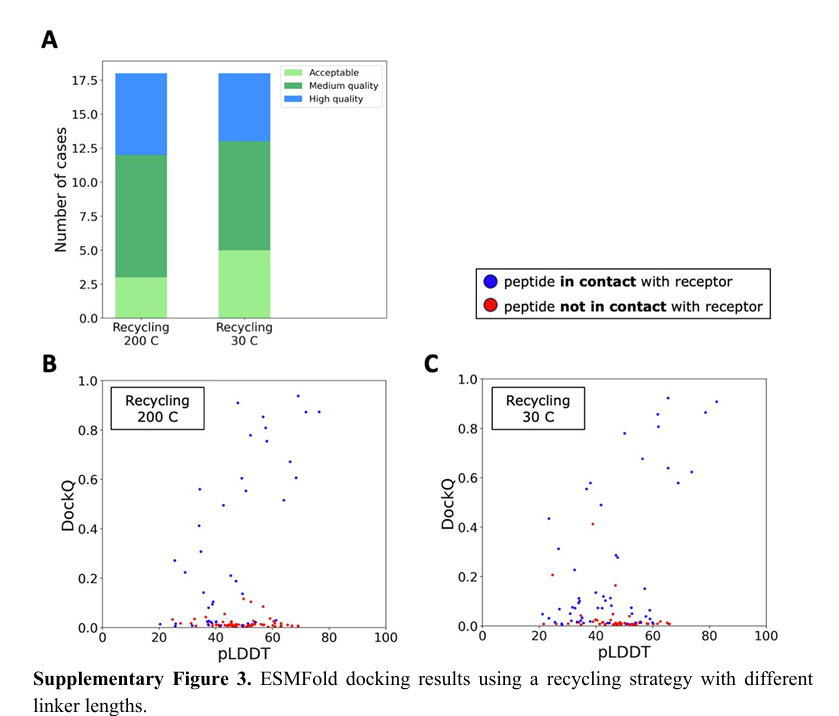 A
Number of cases
17.5
15.0
12.5
10.0
7.5
5.0
2.5
0.0
Acceptable
Medium quality
High quality
Recycling
200 C
Recycling
30 C
peptide in contact with receptor
peptide not in contact with receptor
B
DockQ
1.0
0.8
0.6
0.4
0.2
0.0
Recycling
200 C
0 20 40 60 80 100
pLDDT
C
DockQ
1.0
0.8
0.6
0.4
0.2
0.0
Recycling
30 C
0 20 40 60 80 100
pLDDT
Supplementary Figure 3. ESMFold docking results using a recycling strategy with different
linker lengths.